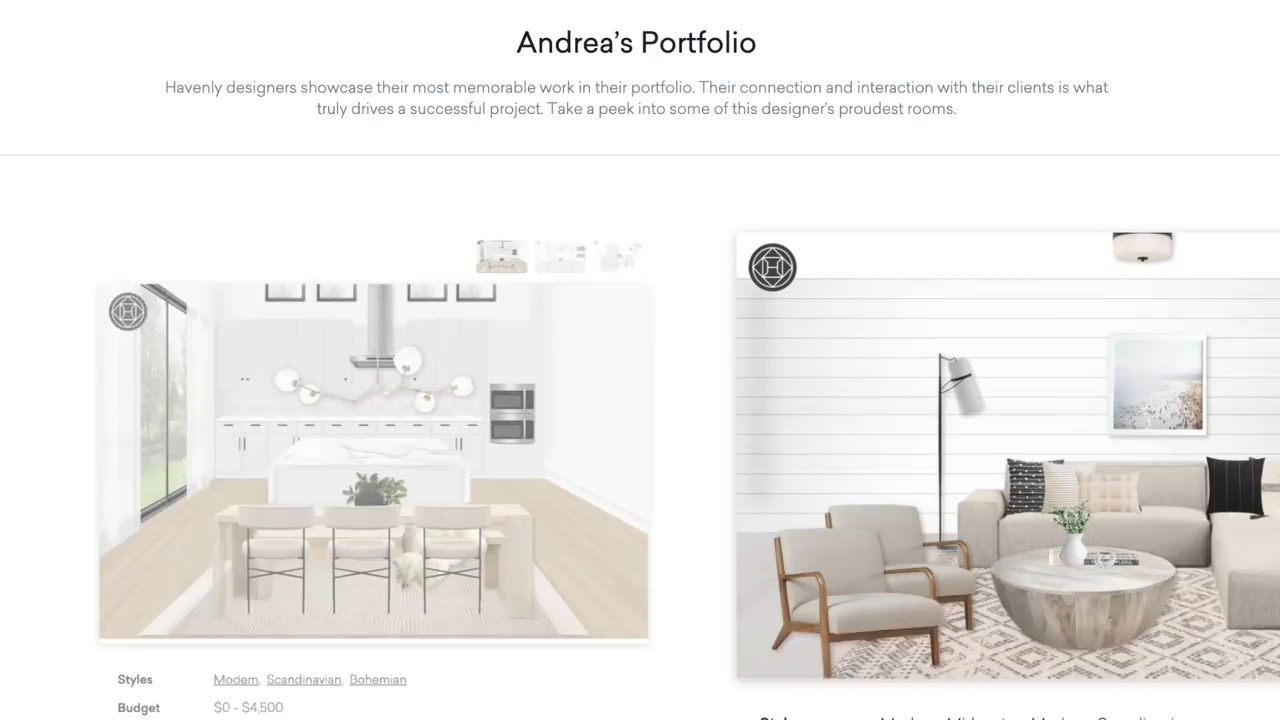 Andrea's Portfolio
Havenly designers showcase their most memorable work in their portfolio. Their connection and interaction with their clients is what
truly drives a successful project. Take a peek into some of this designer's proudest rooms.
Styles Modern, Scandinavian, Bohemian
Budget $0 - $4,500